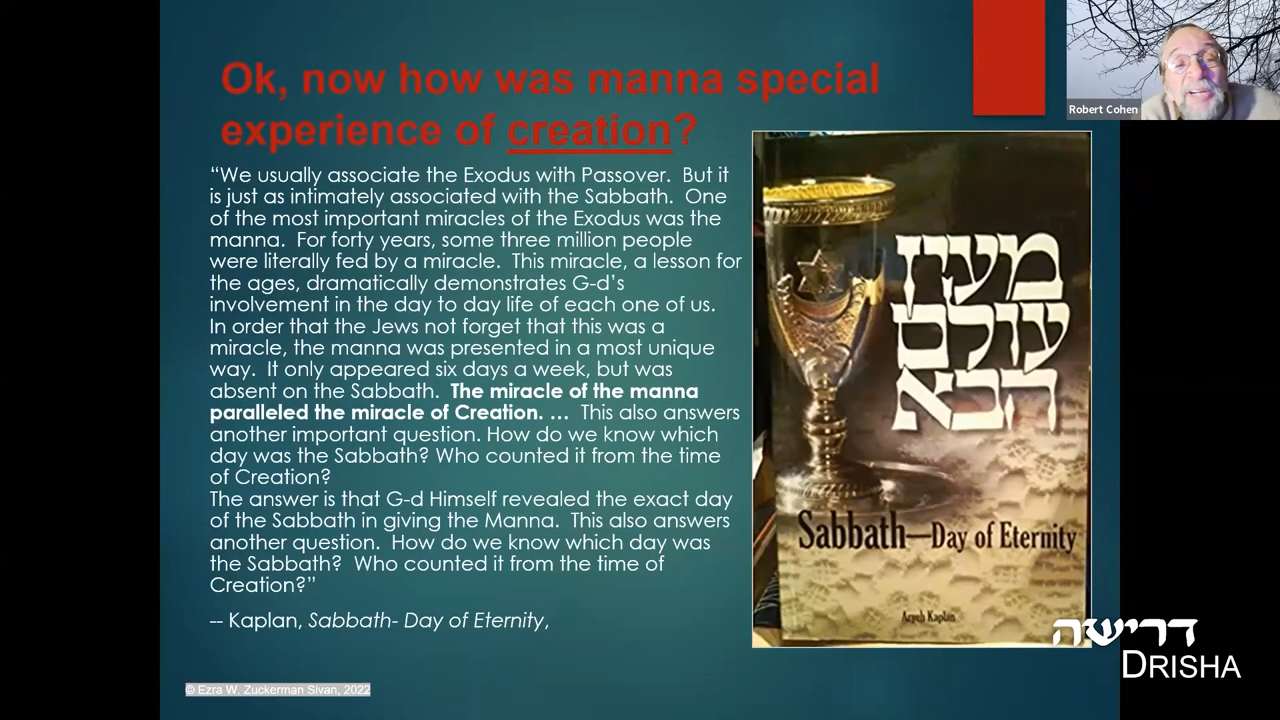 Ok, now how was manna special
experience of creation?
Robert Cohen
“We usually associate the Exodus with Passover.  But it
is just as intimately associated with the Sabbath.  One
of the most important miracles of the Exodus was the
manna.  For forty years, some three million people
were literally fed by a miracle.  This miracle, a lesson for
the ages, dramatically demonstrates G-d’s
involvement in the day to day life of each one of us.
In order that the Jews not forget that this was a
miracle, the manna was presented in a most unique
way.  It only appeared six days a week, but was
absent on the Sabbath.  The miracle of the manna
paralleled the miracle of Creation. …  This also answers
another important question. How do we know which
day was the Sabbath? Who counted it from the time
of Creation?
The answer is that G-d Himself revealed the exact day
of the Sabbath in giving the Manna.  This also answers
another question.  How do we know which day was
the Sabbath?  Who counted it from the time of
Creation?”
-- Kaplan, Sabbath- Day of Eternity,
מעין
עולם
הבא
Sabbath—Day of Eternity
Aryeh Kaplan
דרישה
DRISHA
© Ezra W. Zuckerman Sivan, 2022